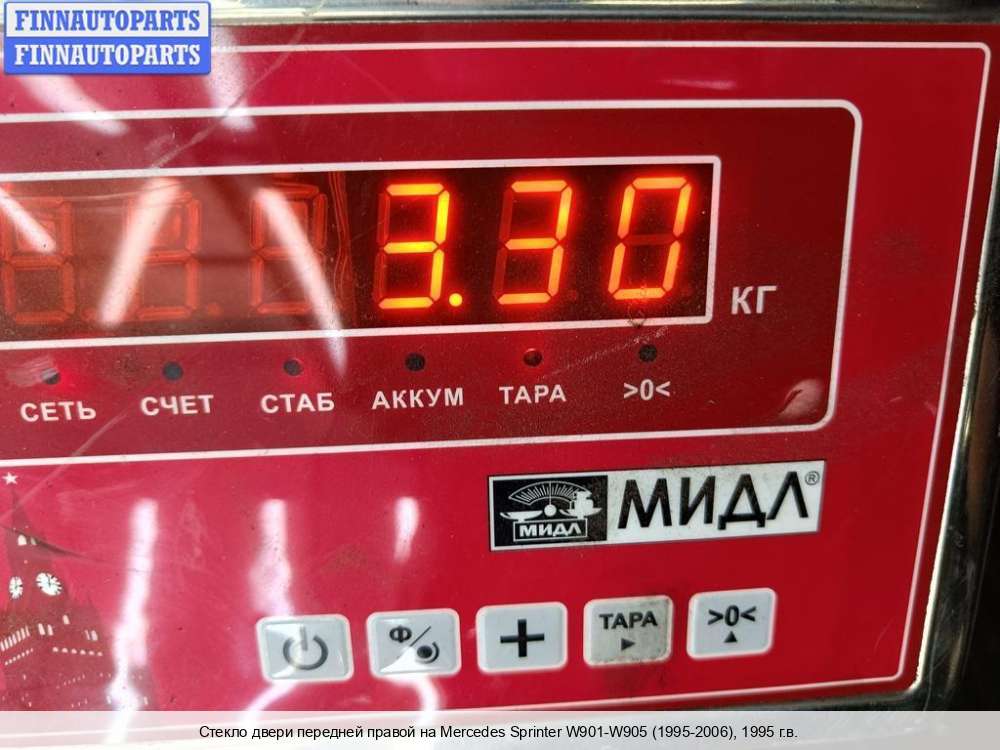 FINNAUTOPARTS
FINNAUTOPARTS
3.30
КГ
СЕТЬ СЧЕТ СТАБ АККУМ ТАРА >0<
МИДЛ МИДЛ®
Ф/ + ТАРА >0<
Стекло двери передней правой на Mercedes Sprinter W901-W905 (1995-2006), 1995 г.в.